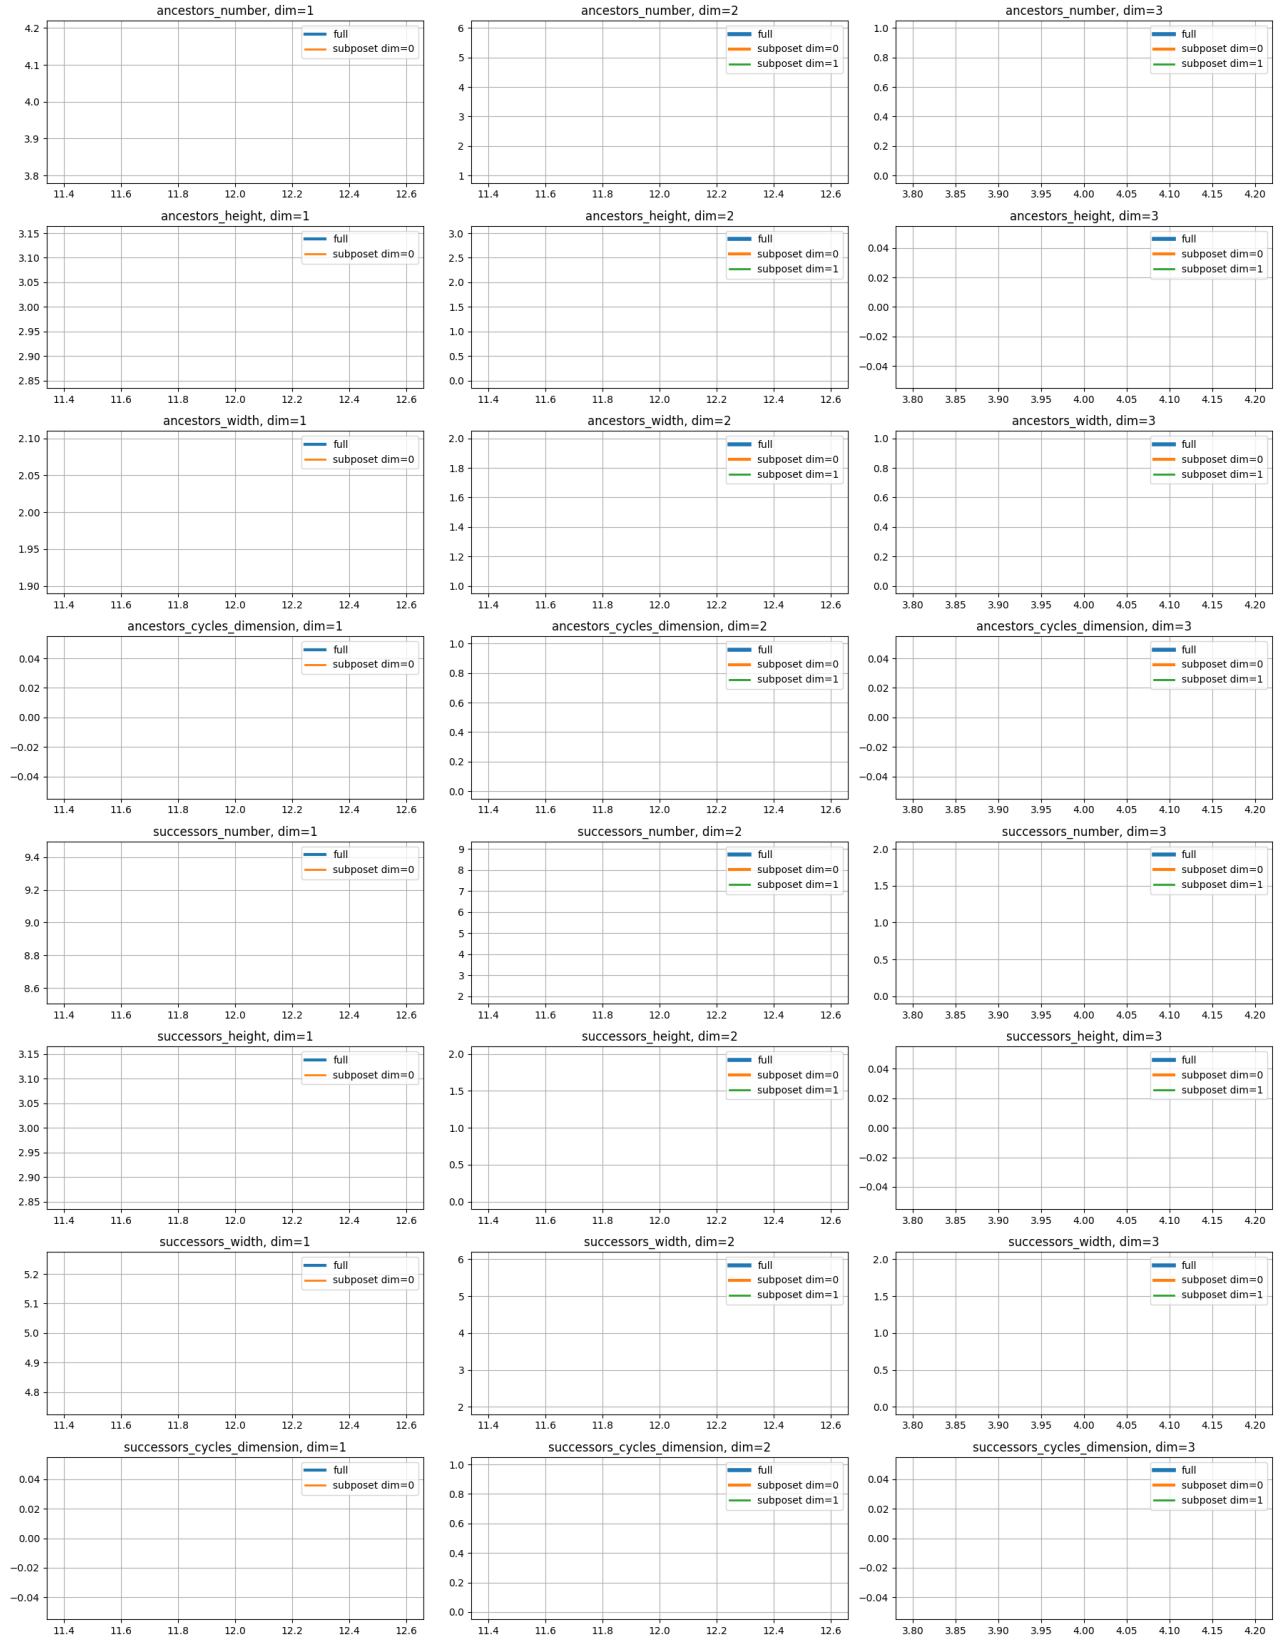 ancestors_number, dim=1
4.2
4.1
4.0
3.9
3.8
full
subposet dim=0
11.4 11.6 11.8 12.0 12.2 12.4 12.6
ancestors_number, dim=2
6
5
4
3
2
1
full
subposet dim=0
subposet dim=1
11.4 11.6 11.8 12.0 12.2 12.4 12.6
ancestors_number, dim=3
1.0
0.8
0.6
0.4
0.2
0.0
full
subposet dim=0
subposet dim=1
3.80 3.85 3.90 3.95 4.00 4.05 4.10 4.15 4.20
ancestors_height, dim=1
3.15
3.10
3.05
3.00
2.95
2.90
2.85
full
subposet dim=0
11.4 11.6 11.8 12.0 12.2 12.4 12.6
ancestors_height, dim=2
3.0
2.5
2.0
1.5
1.0
0.5
0.0
full
subposet dim=0
subposet dim=1
11.4 11.6 11.8 12.0 12.2 12.4 12.6
ancestors_height, dim=3
0.04
0.02
0.00
−0.02
−0.04
full
subposet dim=0
subposet dim=1
3.80 3.85 3.90 3.95 4.00 4.05 4.10 4.15 4.20
ancestors_width, dim=1
2.10
2.05
2.00
1.95
1.90
full
subposet dim=0
11.4 11.6 11.8 12.0 12.2 12.4 12.6
ancestors_width, dim=2
2.0
1.8
1.6
1.4
1.2
1.0
full
subposet dim=0
subposet dim=1
11.4 11.6 11.8 12.0 12.2 12.4 12.6
ancestors_width, dim=3
1.0
0.8
0.6
0.4
0.2
0.0
full
subposet dim=0
subposet dim=1
3.80 3.85 3.90 3.95 4.00 4.05 4.10 4.15 4.20
ancestors_cycles_dimension, dim=1
0.04
0.02
0.00
−0.02
−0.04
full
subposet dim=0
11.4 11.6 11.8 12.0 12.2 12.4 12.6
ancestors_cycles_dimension, dim=2
1.0
0.8
0.6
0.4
0.2
0.0
full
subposet dim=0
subposet dim=1
11.4 11.6 11.8 12.0 12.2 12.4 12.6
ancestors_cycles_dimension, dim=3
0.04
0.02
0.00
−0.02
−0.04
full
subposet dim=0
subposet dim=1
3.80 3.85 3.90 3.95 4.00 4.05 4.10 4.15 4.20
successors_number, dim=1
9.4
9.2
9.0
8.8
8.6
full
subposet dim=0
11.4 11.6 11.8 12.0 12.2 12.4 12.6
successors_number, dim=2
9
8
7
6
5
4
3
2
full
subposet dim=0
subposet dim=1
11.4 11.6 11.8 12.0 12.2 12.4 12.6
successors_number, dim=3
2.0
1.5
1.0
0.5
0.0
full
subposet dim=0
subposet dim=1
3.80 3.85 3.90 3.95 4.00 4.05 4.10 4.15 4.20
successors_height, dim=1
3.15
3.10
3.05
3.00
2.95
2.90
2.85
full
subposet dim=0
11.4 11.6 11.8 12.0 12.2 12.4 12.6
successors_height, dim=2
2.0
1.5
1.0
0.5
0.0
full
subposet dim=0
subposet dim=1
11.4 11.6 11.8 12.0 12.2 12.4 12.6
successors_height, dim=3
0.04
0.02
0.00
−0.02
−0.04
full
subposet dim=0
subposet dim=1
3.80 3.85 3.90 3.95 4.00 4.05 4.10 4.15 4.20
successors_width, dim=1
5.2
5.1
5.0
4.9
4.8
full
subposet dim=0
11.4 11.6 11.8 12.0 12.2 12.4 12.6
successors_width, dim=2
6
5
4
3
2
full
subposet dim=0
subposet dim=1
11.4 11.6 11.8 12.0 12.2 12.4 12.6
successors_width, dim=3
2.0
1.5
1.0
0.5
0.0
full
subposet dim=0
subposet dim=1
3.80 3.85 3.90 3.95 4.00 4.05 4.10 4.15 4.20
successors_cycles_dimension, dim=1
0.04
0.02
0.00
−0.02
−0.04
full
subposet dim=0
11.4 11.6 11.8 12.0 12.2 12.4 12.6
successors_cycles_dimension, dim=2
1.0
0.8
0.6
0.4
0.2
0.0
full
subposet dim=0
subposet dim=1
11.4 11.6 11.8 12.0 12.2 12.4 12.6
successors_cycles_dimension, dim=3
0.04
0.02
0.00
−0.02
−0.04
full
subposet dim=0
subposet dim=1
3.80 3.85 3.90 3.95 4.00 4.05 4.10 4.15 4.20